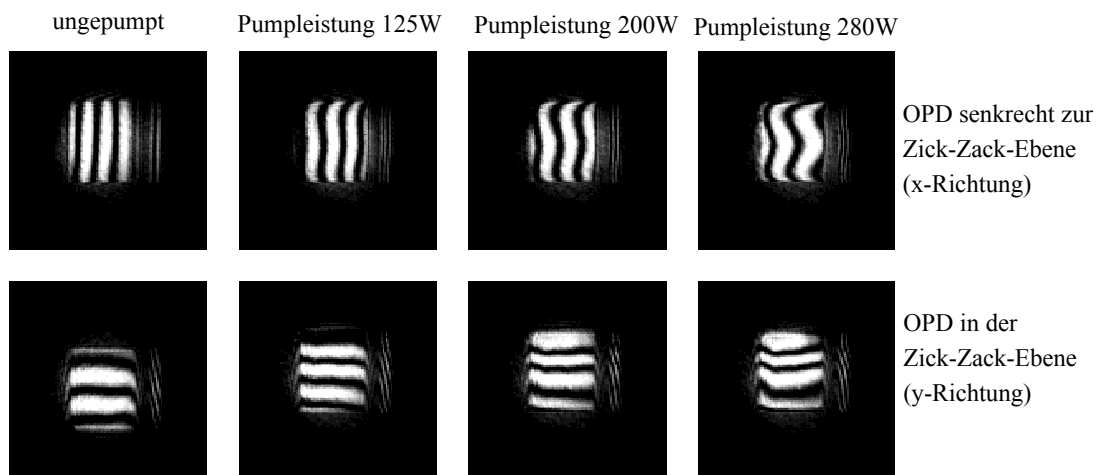 ungepumpt
Pumpleistung 125W
Pumpleistung 200W
Pumpleistung 280W
OPD senkrecht zur
Zick-Zack-Ebene
(x-Richtung)
OPD in der
Zick-Zack-Ebene
(y-Richtung)